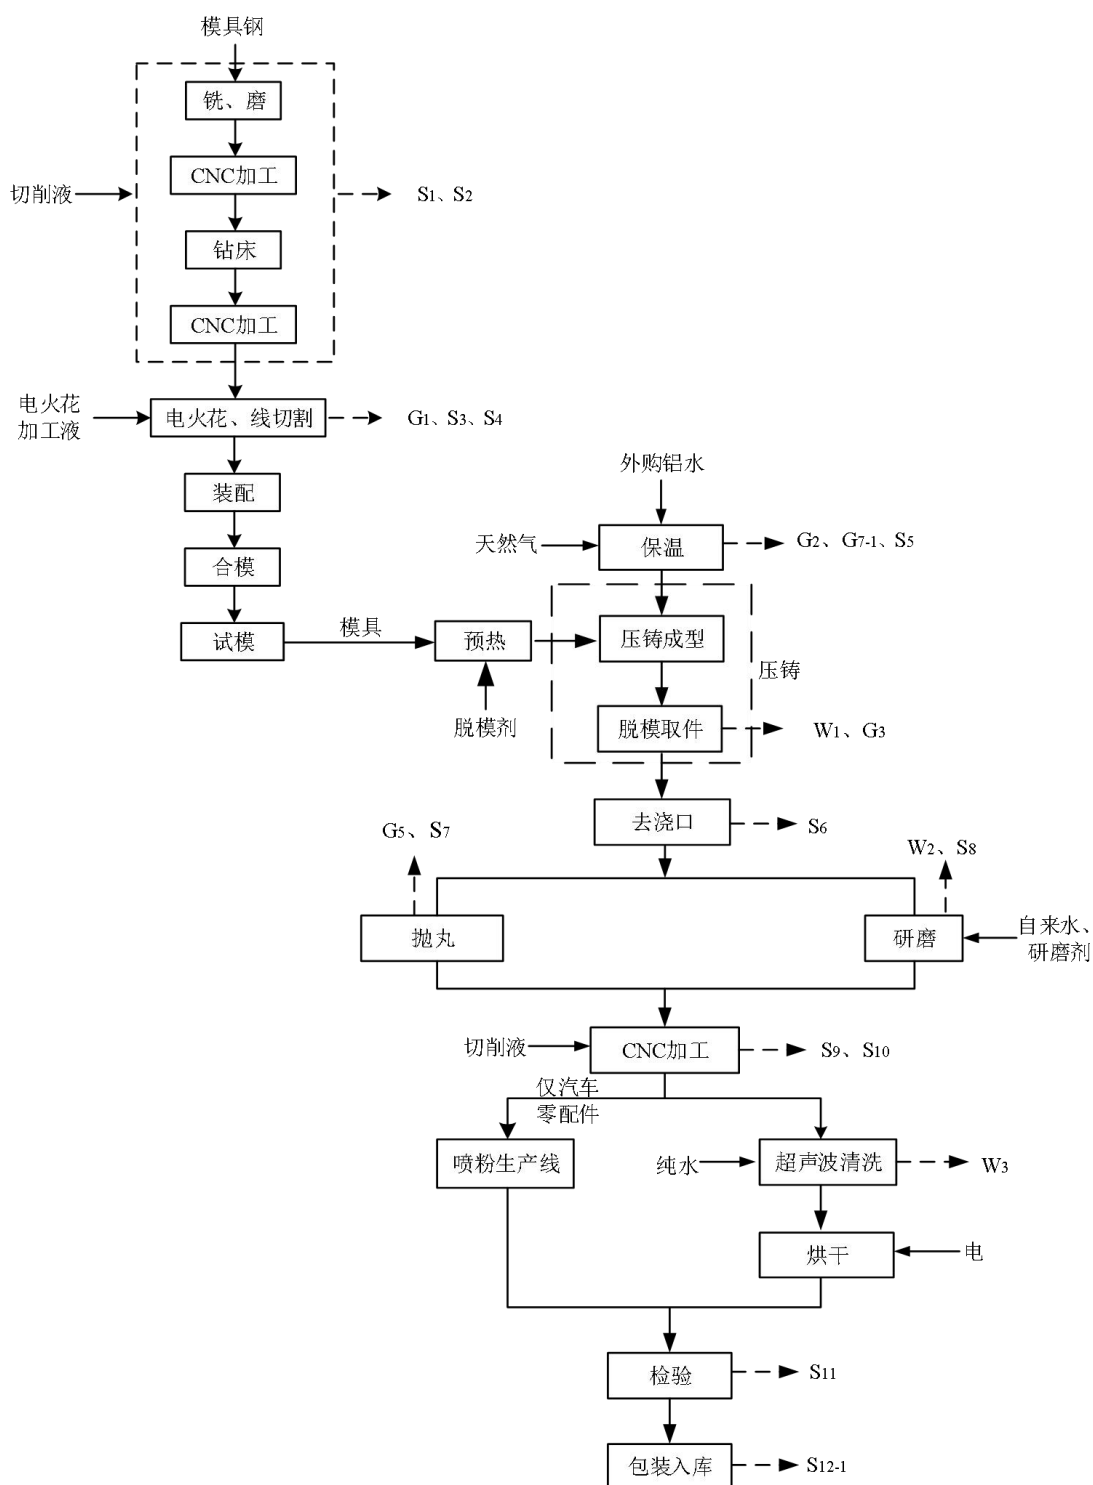 模具钢
铣、磨
CNC加工
切削液
S1、S2
钻床
CNC加工
电火花
加工液
电火花、线切割
G1、S3、S4
装配
外购铝水
天然气
保温
G2、G7-1、S5
合模
试模
模具
预热
压铸成型
压铸
脱模剂
脱模取件
W1、G3
去浇口
S6
G5、S7
W2、S8
抛丸
研磨
自来水、
研磨剂
切削液
CNC加工
S9、S10
仅汽车
零配件
喷粉生产线
纯水
超声波清洗
W3
烘干
电
检验
S11
包装入库
S12-1